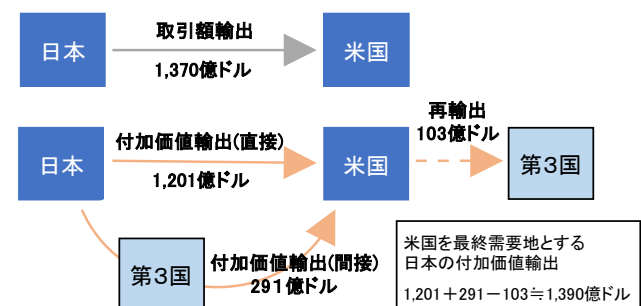 取引額輸出
日本
米国
1,370億ドル
再輸出
103億ドル
付加価値輸出(直接)
日本
米国
第3国
1,201億ドル
第3国
付加価値輸出(間接)
291億ドル
米国を最終需要地とする
日本の付加価値輸出
1,201+291-103≒1,390億ドル